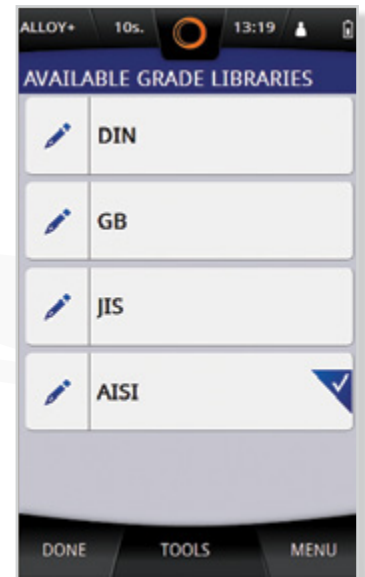 ALLOY+ 10s. 13:19
AVAILABLE GRADE LIBRARIES
DIN
GB
JIS
AISI
DONE TOOLS MENU